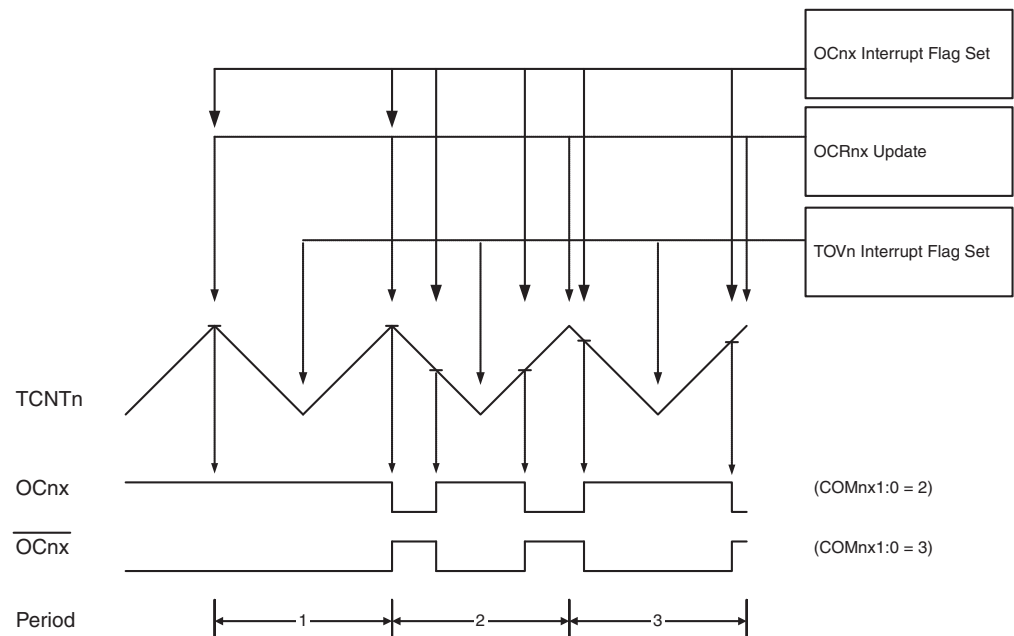 OCnx Interrupt Flag Set
OCRnx Update
TOVn Interrupt Flag Set
TCNTn
OCnx
(COMnx1:0 = 2)
OCnx
(COMnx1:0 = 3)
Period
1
2
3